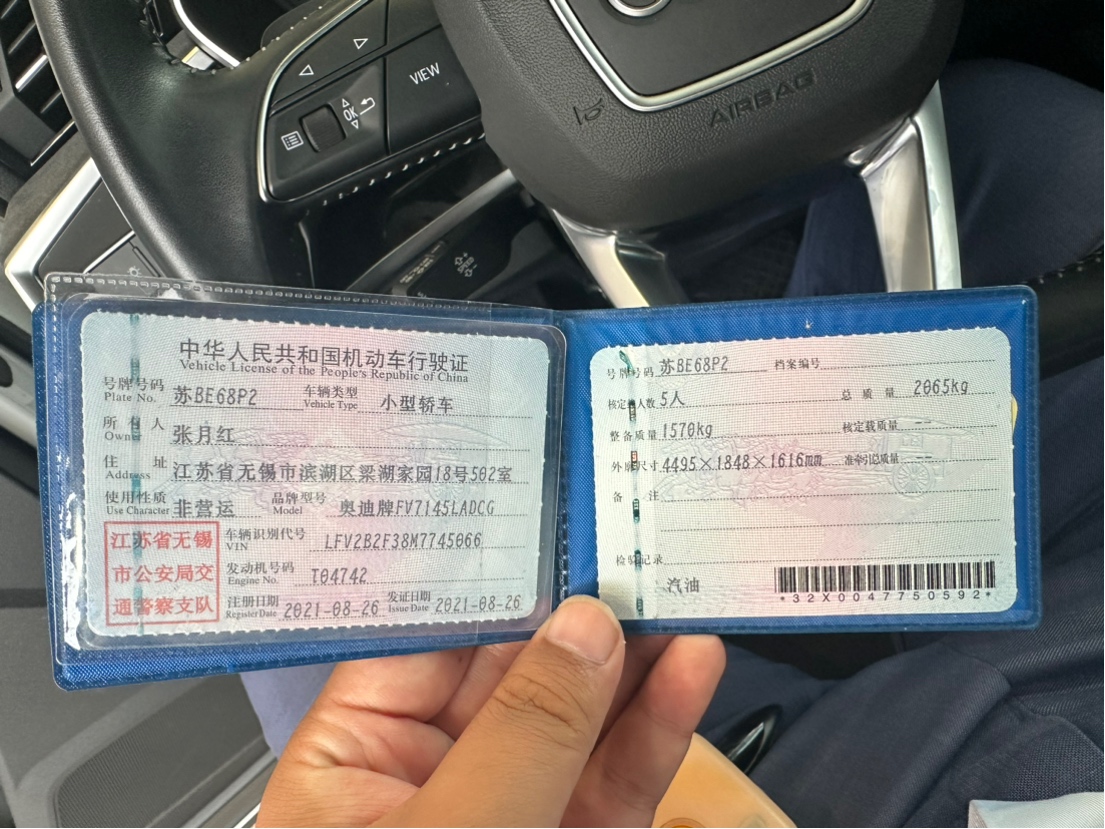 VIEW
OK
AIRBAG
中华人民共和国机动车行驶证
Vehicle License of the People's Republic of China
号牌号码 Plate No. 苏BE68P2 车辆类型 Vehicle Type 小型轿车
所有人 Owner 张月红
住址 Address 江苏省无锡市滨湖区梁湖家园18号502室
使用性质 Use Character 非营运 品牌型号 Model 奥迪牌FV7145LADCG
江苏省无锡
市公安局交
通警察支队
车辆识别代号 VIN LFV2B2F38M7745066
发动机号码 Engine No. T04742
注册日期 Register Date 2021-08-26 发证日期 Issue Date 2021-08-26
号牌号码 苏BE68P2 档案编号
核定载人数 5人 总质量 2065kg
整备质量 1570kg 核定载质量 --
外廓尺寸 4495×1848×1616 准牵引总质量 --
备注
检验记录
汽油
*32X0047750592*